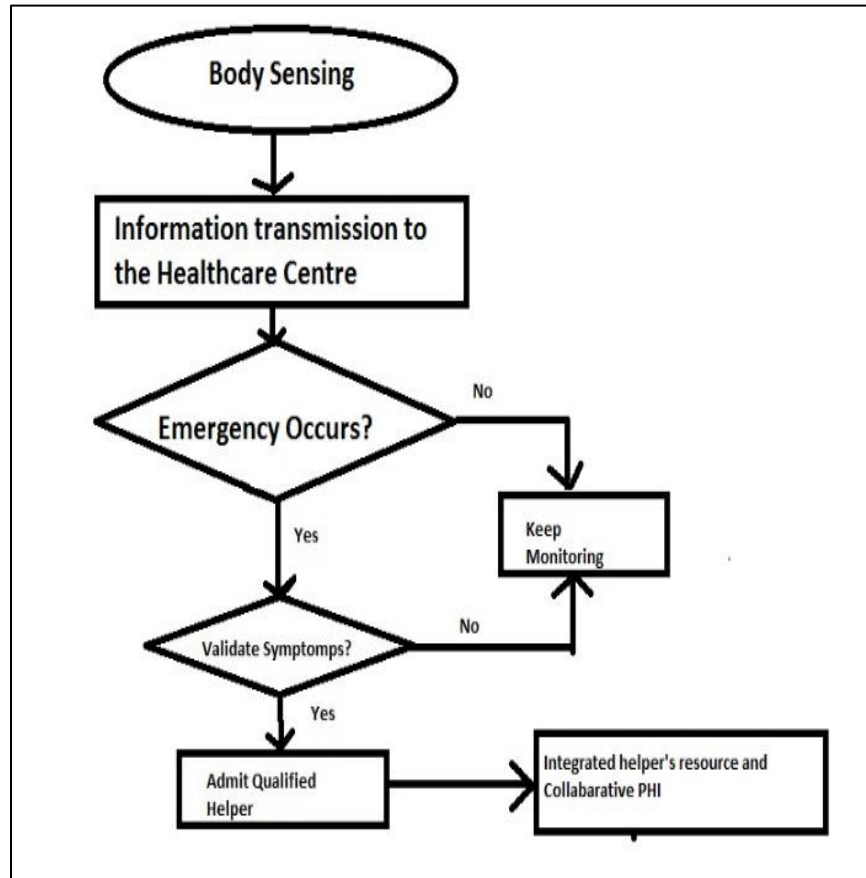 Body Sensing
Information transmission to
the Healthcare Centre
Emergency Occurs?
No
Keep
Monitoring
Yes
Validate Symptomps?
No
Yes
Admit Qualified
Helper
Integrated helper's resource and
Collabarative PHI